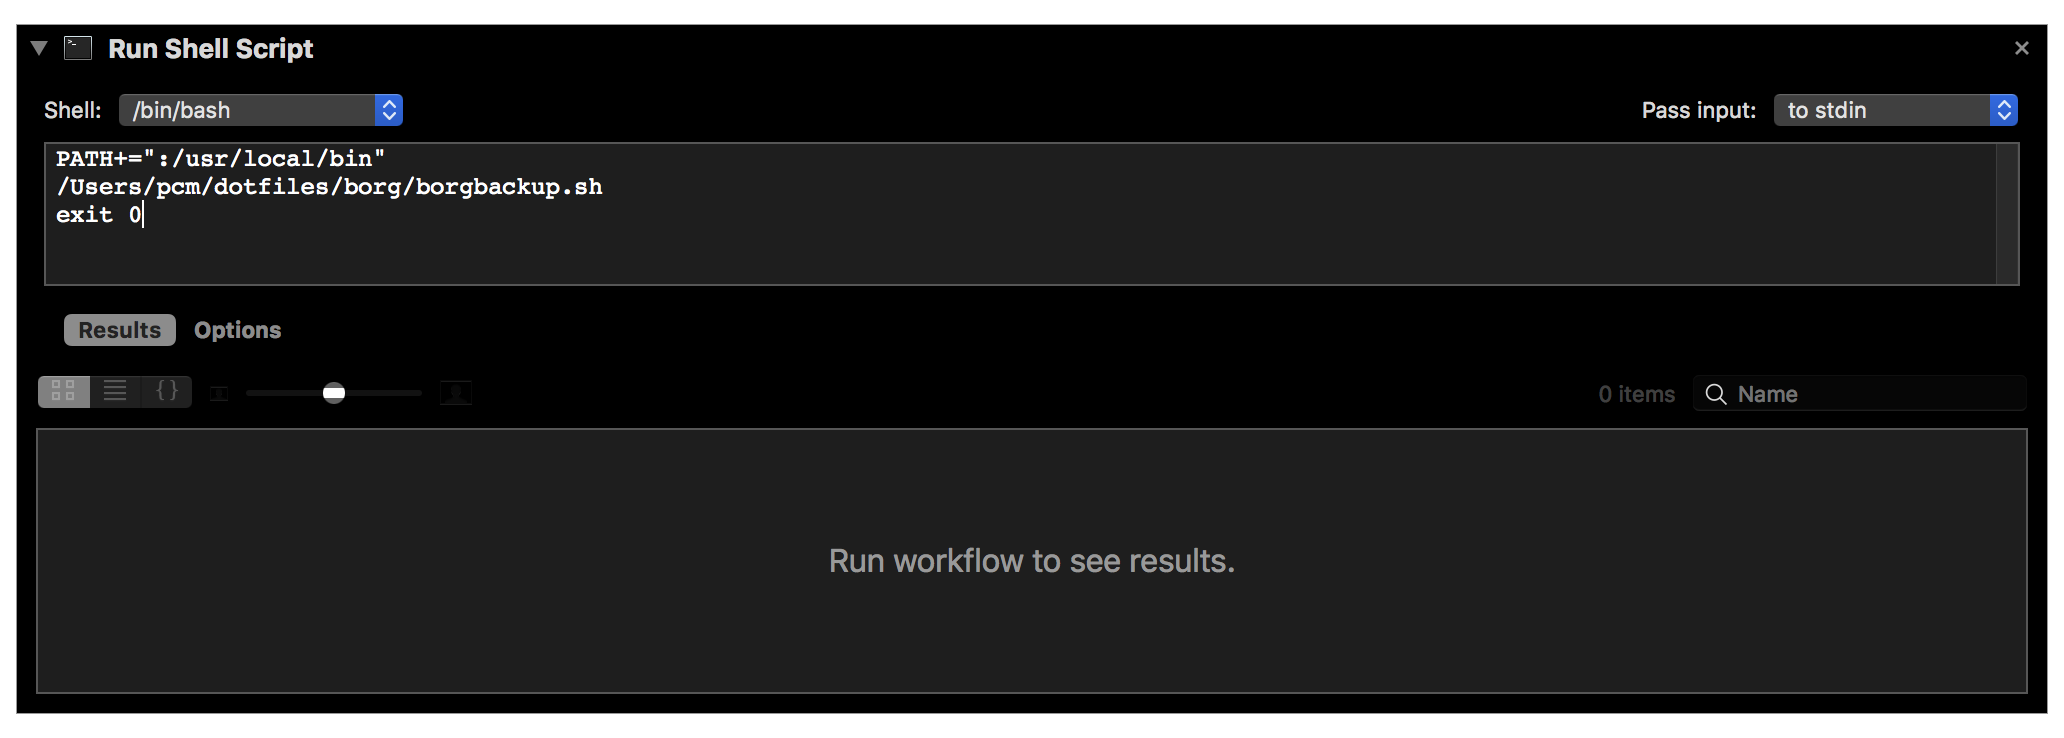 Run Shell Script
Shell: /bin/bash
Pass input: to stdin
PATH+=":/usr/local/bin"
/Users/pcm/dotfiles/borg/borgbackup.sh
exit 0
Results Options
0 items
Name
Run workflow to see results.